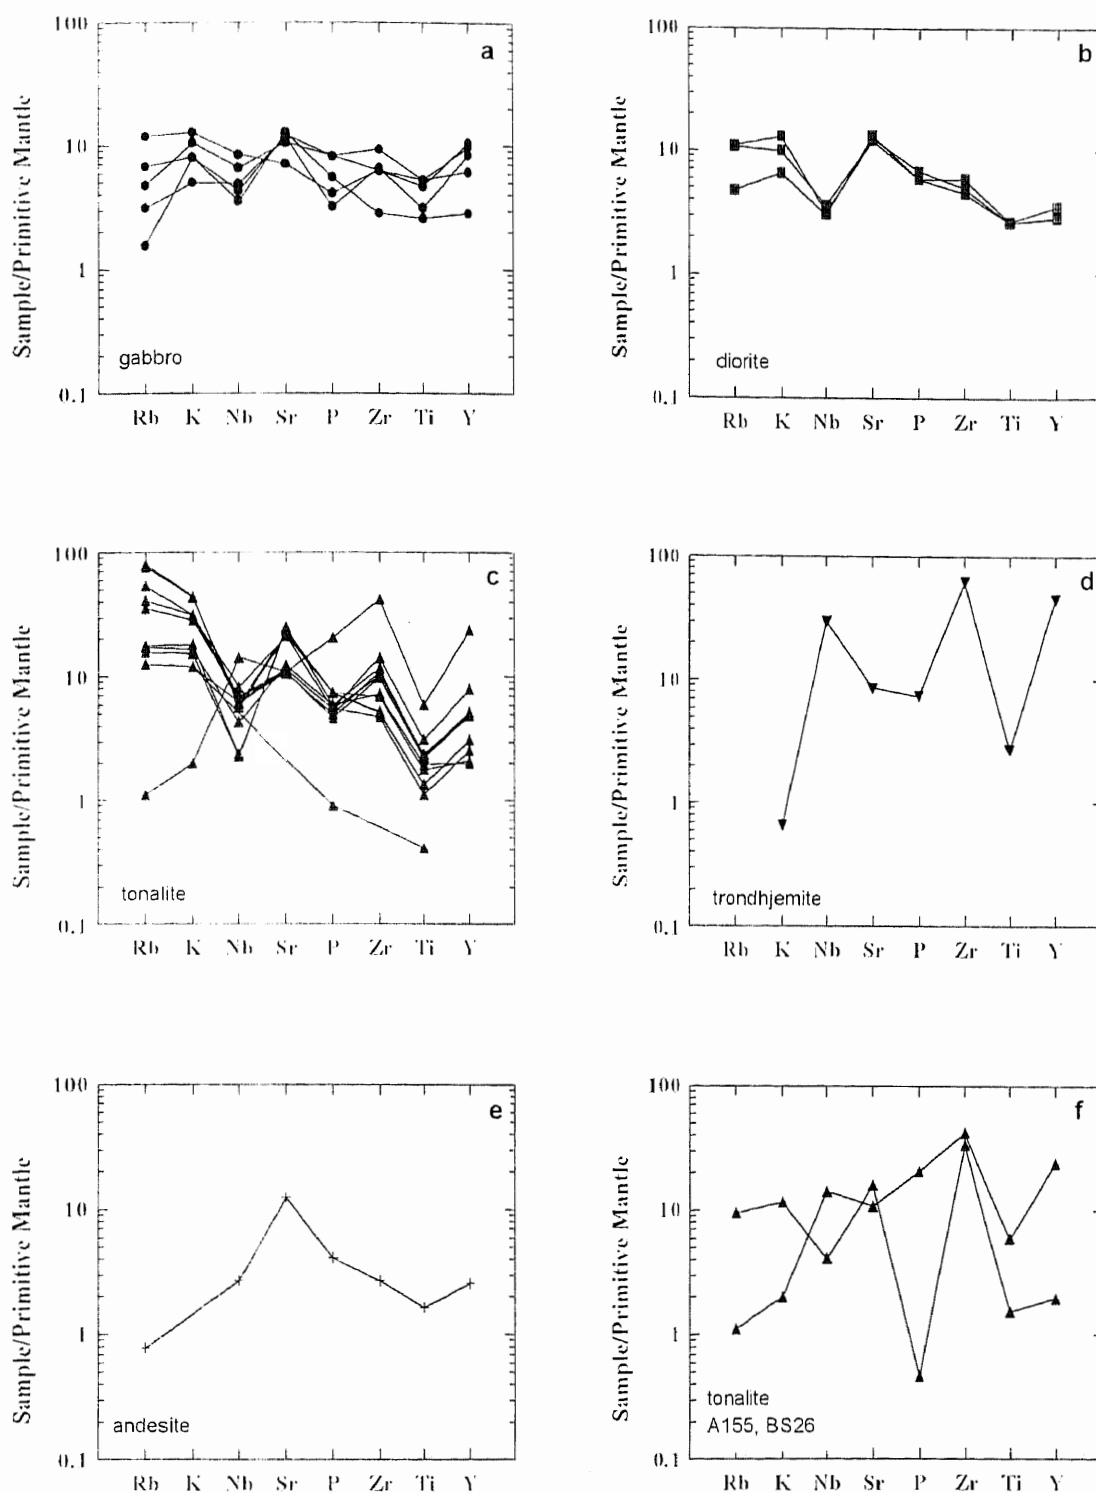 100
a
Sample/Primitive Mantle
10
1
gabbro
0.1
Rb K Nb Sr P Zr Ti Y
100
b
Sample/Primitive Mantle
10
1
diorite
0.1
Rb K Nb Sr P Zr Ti Y
100
c
Sample/Primitive Mantle
10
1
tonalite
0.1
Rb K Nb Sr P Zr Ti Y
100
d
Sample/Primitive Mantle
10
1
trondhjemite
0.1
Rb K Nb Sr P Zr Ti Y
100
e
Sample/Primitive Mantle
10
1
andesite
0.1
Rb K Nb Sr P Zr Ti Y
100
f
Sample/Primitive Mantle
10
1
tonalite
A155, BS26
0.1
Rb K Nb Sr P Zr Ti Y